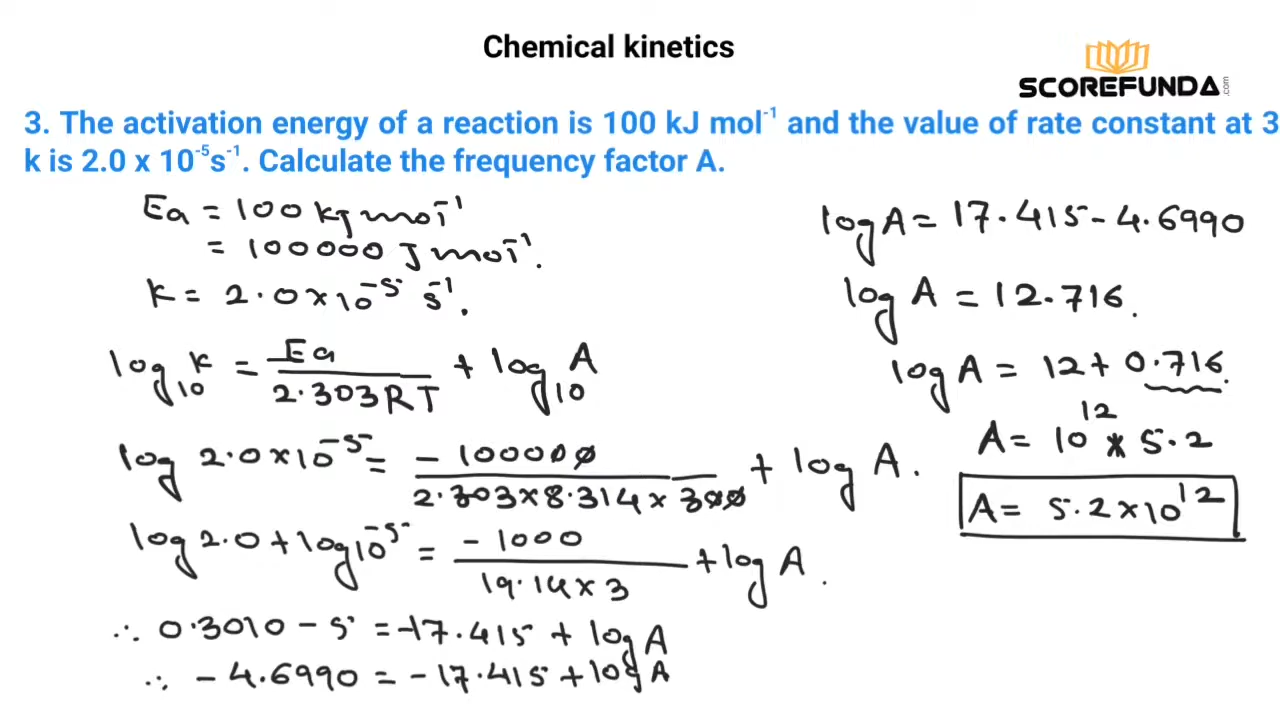 Chemical kinetics
SCOREFUNDA.com
3. The activation energy of a reaction is 100 kJ mol⁻¹ and the value of rate constant at 3
k is 2.0 x 10⁻⁵s⁻¹. Calculate the frequency factor A.
Ea = 100 kJ mol⁻¹
= 100000 J mol⁻¹.
K = 2.0 × 10⁻⁵ s⁻¹.
log₁₀ K = Ea / 2.303 RT + log₁₀ A
log 2.0 × 10⁻⁵ = - 100000 / 2.303 × 8.314 × 300 + log A.
log 2.0 + log 10⁻⁵ = - 1000 / 19.14 × 3 + log A.
∴ 0.3010 - 5 = -17.415 + log A
∴ - 4.6990 = - 17.415 + log A
log A = 17.415 - 4.6990
log A = 12.716.
log A = 12 + 0.716.
A = 10¹² × 5.2
A = 5.2 × 10¹²